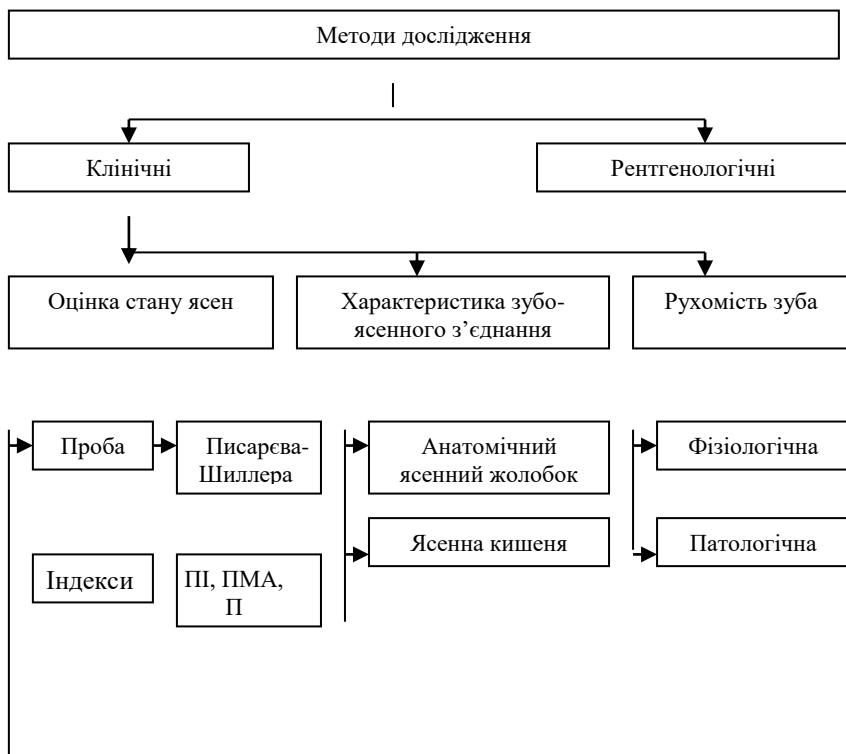 Методи дослідження
Клінічні
Рентгенологічні
Оцінка стану ясен
Характеристика зубо-
ясенного з’єднання
Рухомість зуба
Проба
Писарєва-
Шиллера
Анатомічний
ясенний жолобок
Фізіологічна
Ясенна кишеня
Патологічна
Індекси
ПІ, ПМА,
П